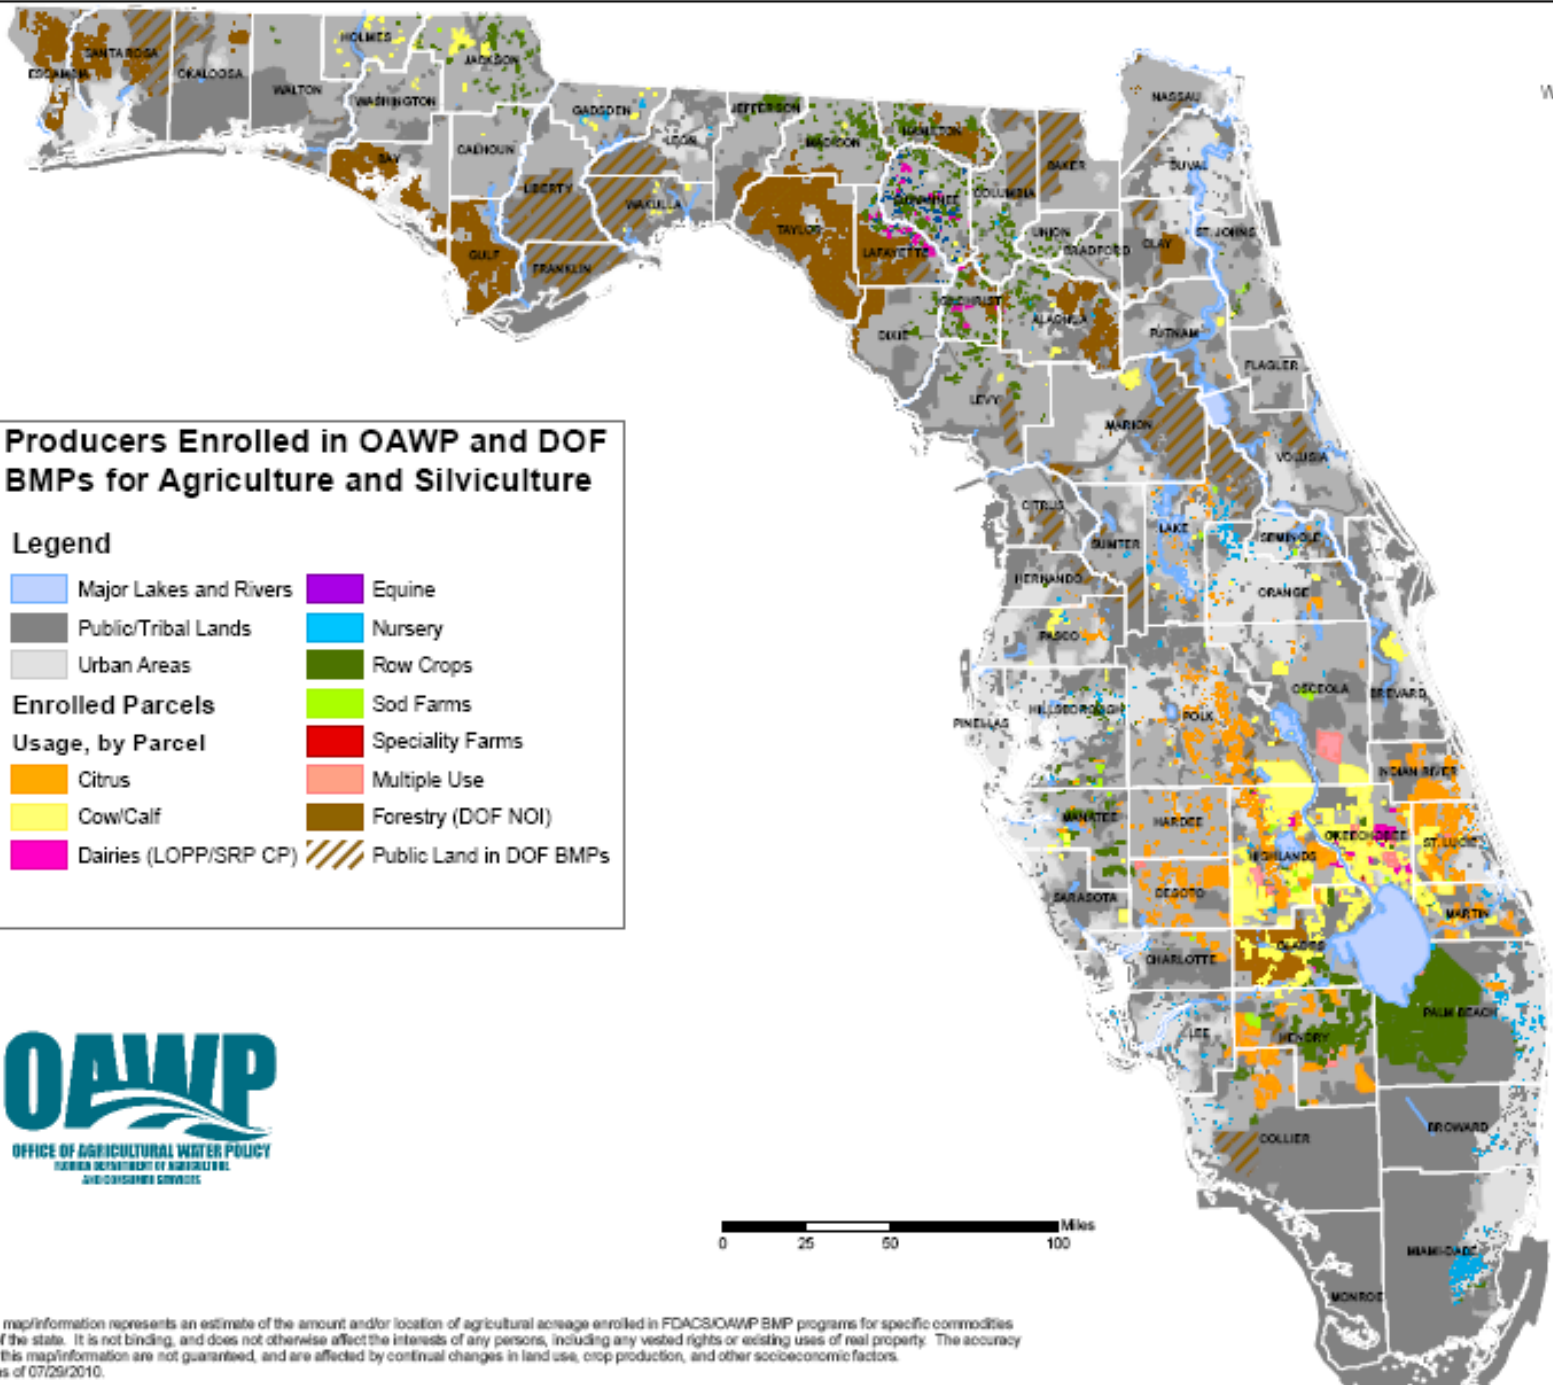 W
ESCAMBIA
SANTA ROSA
OKALOOSA
WALTON
HOLMES
JACKSON
WASHINGTON
BAY
CALHOUN
GULF
GADSDEN
LIBERTY
FRANKLIN
LEON
WAKULLA
JEFFERSON
MADISON
TAYLOR
HAMILTON
SUWANNEE
LAFAYETTE
DIXIE
COLUMBIA
BAKER
NASSAU
DUVAL
UNION
BRADFORD
CLAY
ST. JOHNS
GILCHRIST
ALACHUA
PUTNAM
FLAGLER
LEVY
MARION
VOLUSIA
CITRUS
SUMTER
LAKE
SEMINOLE
HERNANDO
ORANGE
PASCO
OSCEOLA
BREVARD
PINELLAS
HILLSBOROUGH
POLK
INDIAN RIVER
MANATEE
HARDEE
HIGHLANDS
OKEECHOBEE
ST. LUCIE
SARASOTA
DESOTO
MARTIN
CHARLOTTE
GLADES
LEE
HENDRY
PALM BEACH
COLLIER
BROWARD
MIAMI-DADE
MONROE
Producers Enrolled in OAWP and DOF
BMPs for Agriculture and Silviculture
Legend
Major Lakes and Rivers
Public/Tribal Lands
Urban Areas
Enrolled Parcels
Usage, by Parcel
Citrus
Cow/Calf
Dairies (LOPP/SRP CP)
Equine
Nursery
Row Crops
Sod Farms
Speciality Farms
Multiple Use
Forestry (DOF NOI)
Public Land in DOF BMPs
OAWP
OFFICE OF AGRICULTURAL WATER POLICY
FLORIDA DEPARTMENT OF AGRICULTURE
AND CONSUMER SERVICES
Miles
0 25 50 100
map/information represents an estimate of the amount and/or location of agricultural acreage enrolled in FDACS/OAWP BMP programs for specific commodities
f the state. It is not binding, and does not otherwise affect the interests of any persons, including any vested rights or existing uses of real property. The accuracy
this map/information are not guaranteed, and are affected by continual changes in land use, crop production, and other socioeconomic factors.
s of 07/29/2010.